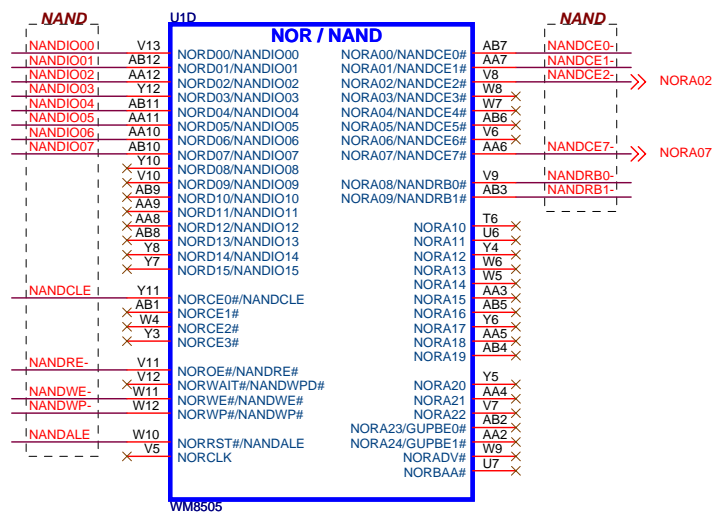 NAND
U1D
NOR / NAND
NAND
NANDIO00 V13 NORD00/NANDIO00 NORA00/NANDCE0# AB7 NANDCE0-
NANDIO01 AB12 NORD01/NANDIO01 NORA01/NANDCE1# AA7 NANDCE1-
NANDIO02 AA12 NORD02/NANDIO02 NORA02/NANDCE2# V8 NANDCE2- NORA02
NANDIO03 Y12 NORD03/NANDIO03 NORA03/NANDCE3# W8
NANDIO04 AB11 NORD04/NANDIO04 NORA04/NANDCE4# W7
NANDIO05 AA11 NORD05/NANDIO05 NORA05/NANDCE5# AB6
NANDIO06 AA10 NORD06/NANDIO06 NORA06/NANDCE6# V6
NANDIO07 AB10 NORD07/NANDIO07 NORA07/NANDCE7# AA6 NANDCE7- NORA07
Y10 NORD08/NANDIO08
V10 NORD09/NANDIO09 NORA08/NANDRB0# V9 NANDRB0-
AB9 NORD10/NANDIO10 NORA09/NANDRB1# AB3 NANDRB1-
AA9 NORD11/NANDIO11
AA8 NORD12/NANDIO12 NORA10 T6
AB8 NORD13/NANDIO13 NORA11 U6
Y8 NORD14/NANDIO14 NORA12 Y4
Y7 NORD15/NANDIO15 NORA13 W6
NORA14 W5
NANDCLE Y11 NORCE0#/NANDCLE NORA15 AA3
AB1 NORCE1# NORA16 AB5
W4 NORCE2# NORA17 Y6
Y3 NORCE3# NORA18 AA5
NORA19 AB4
NANDRE- V11 NOROE#/NANDRE#
V12 NORWAIT#/NANDWPD# NORA20 Y5
NANDWE- W11 NORWE#/NANDWE# NORA21 AA4
NANDWP- W12 NORWP#/NANDWP# NORA22 V7
NORA23/GUPBE0# AB2
NANDALE W10 NORRST#/NANDALE NORA24/GUPBE1# AA2
V5 NORCLK NORADV# W9
NORBAA# U7
WM8505